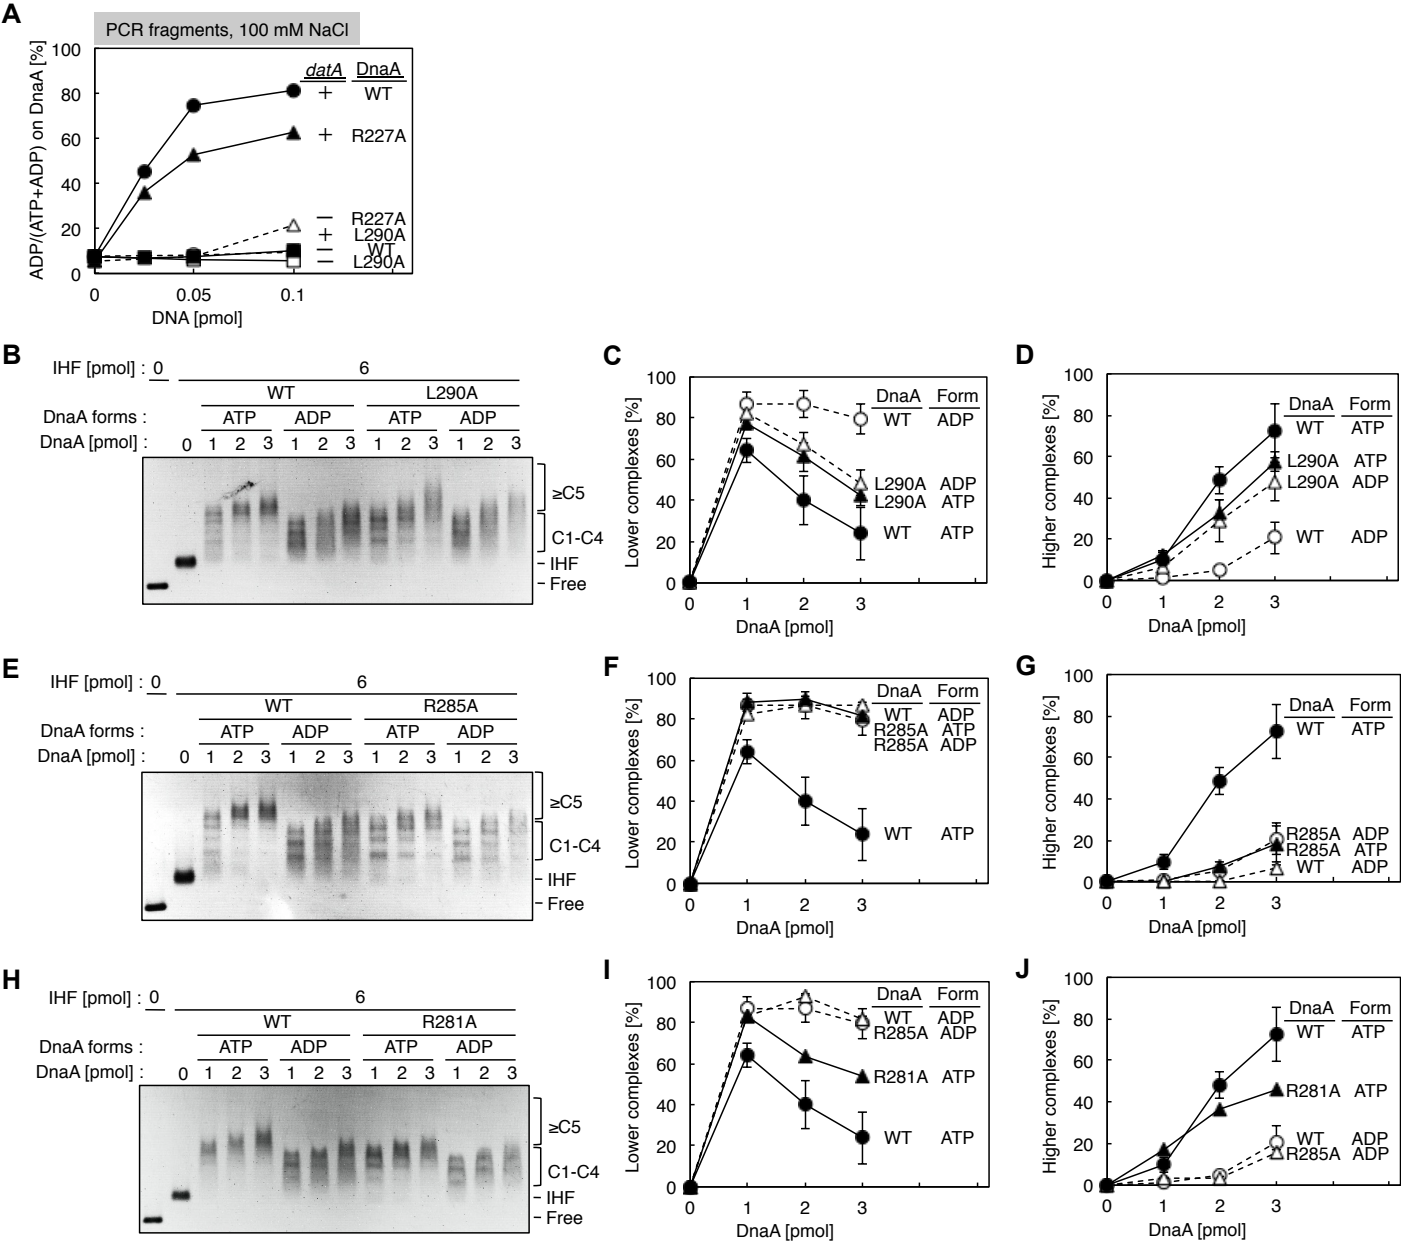 A
PCR fragments, 100 mM NaCl
ADP/(ATP+ADP) on DnaA [%]
100
80
60
40
20
0
0 0.05 0.1
DNA [pmol]
datA DnaA
+ WT
+ R227A
− R227A
+ L290A
− WT
− L290A
B
IHF [pmol] : 0 6
WT L290A
DnaA forms : ATP ADP ATP ADP
DnaA [pmol] : 0 1 2 3 1 2 3 1 2 3 1 2 3
≥C5
C1-C4
IHF
Free
C
Lower complexes [%]
100
80
60
40
20
0
0 1 2 3
DnaA [pmol]
DnaA Form
WT ADP
L290A ADP
L290A ATP
WT ATP
D
Higher complexes [%]
100
80
60
40
20
0
0 1 2 3
DnaA [pmol]
DnaA Form
WT ATP
L290A ATP
L290A ADP
WT ADP
E
IHF [pmol] : 0 6
WT R285A
DnaA forms : ATP ADP ATP ADP
DnaA [pmol] : 0 1 2 3 1 2 3 1 2 3 1 2 3
≥C5
C1-C4
IHF
Free
F
Lower complexes [%]
100
80
60
40
20
0
0 1 2 3
DnaA [pmol]
DnaA Form
WT ADP
R285A ATP
R285A ADP
WT ATP
G
Higher complexes [%]
100
80
60
40
20
0
0 1 2 3
DnaA [pmol]
DnaA Form
WT ATP
R285A ADP
R285A ATP
WT ADP
H
IHF [pmol] : 0 6
WT R281A
DnaA forms : ATP ADP ATP ADP
DnaA [pmol] : 0 1 2 3 1 2 3 1 2 3 1 2 3
≥C5
C1-C4
IHF
Free
I
Lower complexes [%]
100
80
60
40
20
0
0 1 2 3
DnaA [pmol]
DnaA Form
WT ADP
R285A ADP
R281A ATP
WT ATP
J
Higher complexes [%]
100
80
60
40
20
0
0 1 2 3
DnaA [pmol]
DnaA Form
WT ATP
R281A ATP
WT ADP
R285A ADP